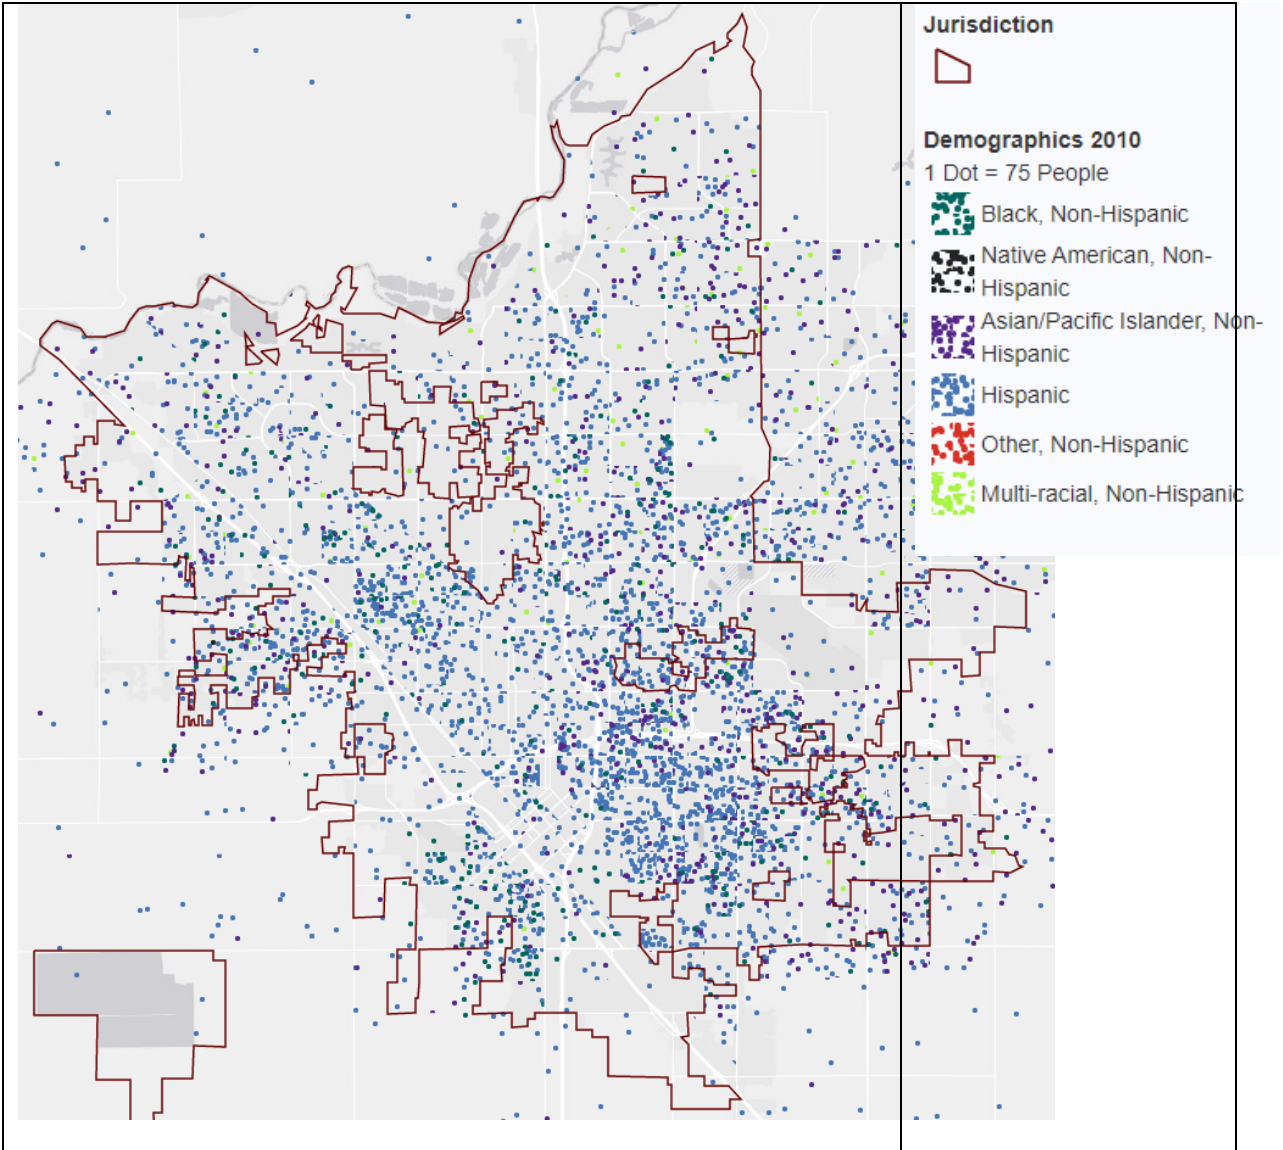 Jurisdiction
Demographics 2010
1 Dot = 75 People
Black, Non-Hispanic
Native American, Non-
Hispanic
Asian/Pacific Islander, Non-
Hispanic
Hispanic
Other, Non-Hispanic
Multi-racial, Non-Hispanic